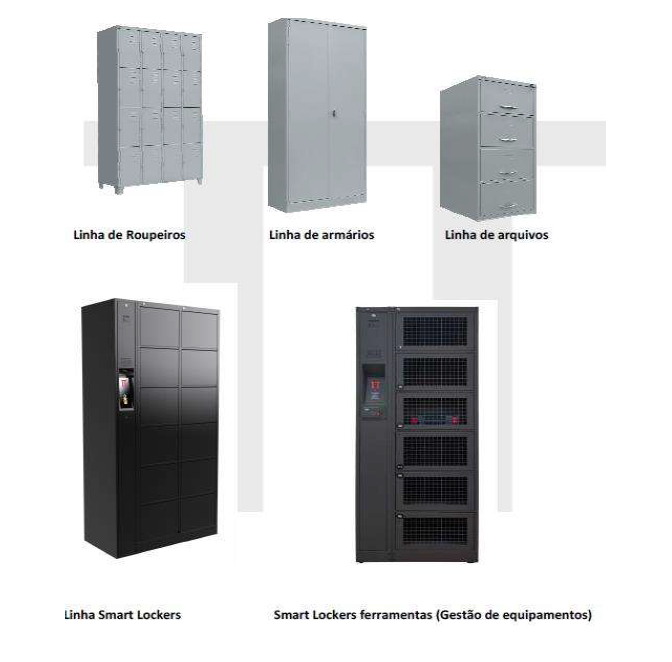 Linha de Roupeiros
Linha de armários
Linha de arquivos
Linha Smart Lockers
Smart Lockers ferramentas (Gestão de equipamentos)